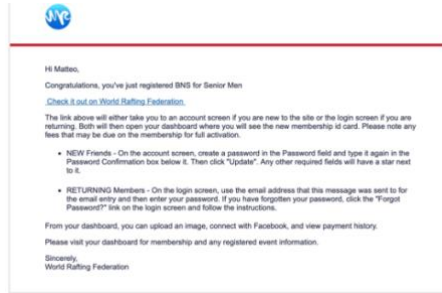 Hi Matteo,
Congratulations, you've just registered BNS for Senior Men
Check it out on World Rafting Federation
The link above will either take you to an account screen if you are new to the site or the login screen if you are
returning. Both will then open your dashboard where you will see the new membership id card. Please note any
fees that may be due on the membership for full activation.
• NEW Friends - On the account screen, create a password in the Password field and type it again in the
Password Confirmation box below it. Then click "Update". Any other required fields will have a star next
to it.
• RETURNING Members - On the login screen, use the email address that this message was sent to for
the email entry and then enter your password. If you have forgotten your password, click the "Forgot
Password?" link on the login screen and follow the instructions.
From your dashboard, you can upload an image, connect with Facebook, and view payment history.
Please visit your dashboard for membership and any registered event information.
Sincerely,
World Rafting Federation